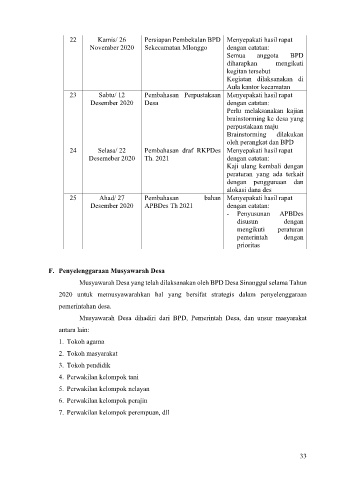 22 Kamis/ 26 Persiapan Pembekalan BPD Menyepakati hasil rapat
November 2020 Sekecamatan Mlonggo dengan catatan:
Semua anggota BPD
diharapkan mengikuti
kegitan tersebut
Kegiatan dilaksanakan di
Aula kantor kecamatan
23 Sabtu/ 12 Pembahasan Perpustakaan Menyepakati hasil rapat
Desember 2020 Desa dengan catatan:
Perlu melaksanakan kajian
brainstorming ke desa yang
perpustakaan maju
Brainstorming dilakukan
oleh perangkat dan BPD
24 Selasa/ 22 Pembahasan draf RKPDes Menyepakati hasil rapat
Desemeber 2020 Th. 2021 dengan catatan:
Kaji ulang kembali dengan
peraturan yang ada terkait
dengan penggunaan dan
alokasi dana des
25 Ahad/ 27 Pembahasan bahan Menyepakati hasil rapat
Desember 2020 APBDes Th 2021 dengan catatan:
- Penyusunan APBDes
disusun dengan
mengikuti peraturan
pemerintah dengan
prioritas
F. Penyelenggaraan Musyawarah Desa
Musyawarah Desa yang telah dilaksanakan oleh BPD Desa Sinanggul selama Tahun
2020 untuk memusyawarahkan hal yang bersifat strategis dalam penyelenggaraan
pemerintahan desa.
Musyawarah Desa dihadiri dari BPD, Pemerintah Desa, dan unsur masyarakat
antara lain:
1. Tokoh agama
2. Tokoh masyarakat
3. Tokoh pendidik
4. Perwakilan kelompok tani
5. Perwakilan kelompok nelayan
6. Perwakilan kelompok perajin
7. Perwakilan kelompok perempuan, dll
33